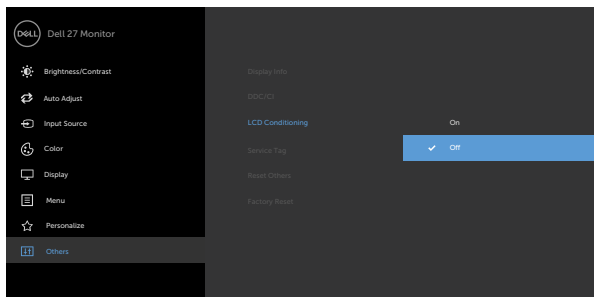 DELL Dell 27 Monitor
Brightness/Contrast
Display Info
Auto Adjust
DDC/CI
Input Source
LCD Conditioning
On
Color
Service Tag
Off
Display
Reset Others
Menu
Factory Reset
Personalize
Others